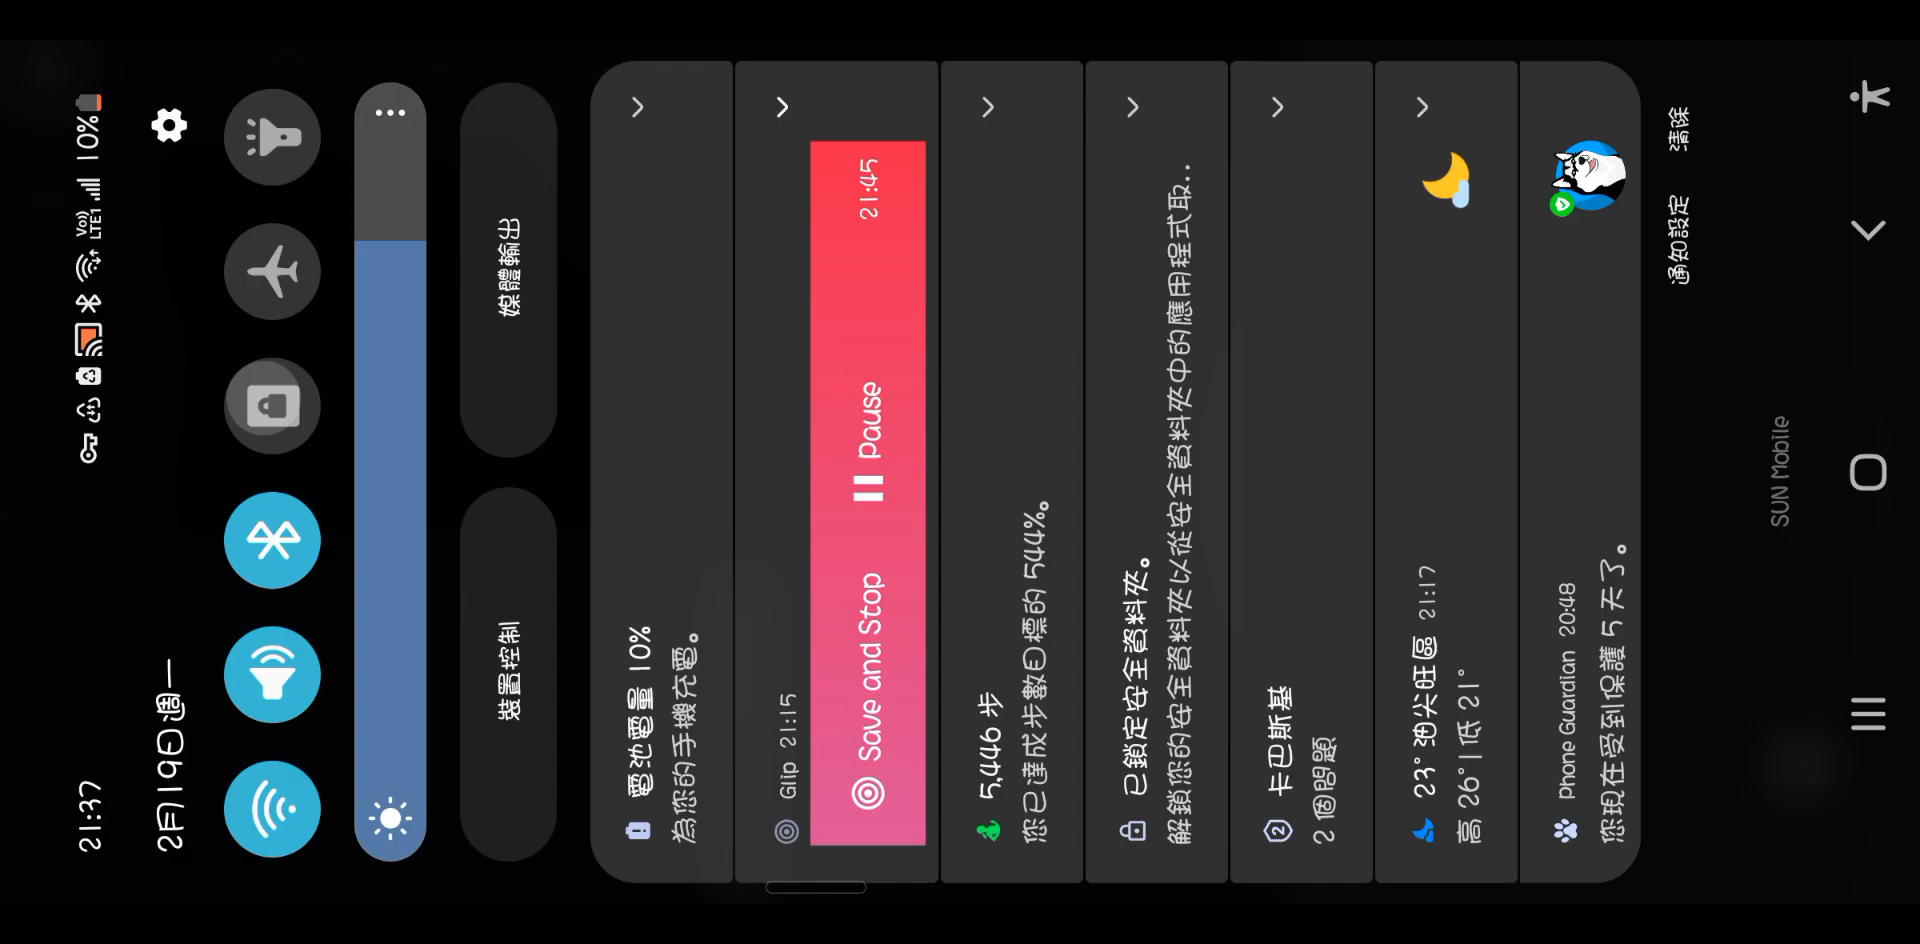 21:37
Vo)) LTE1
10%
2月19日週一
裝置控制
媒體輸出
電池電量 10%
為您的手機充電。
Glip 21:15
Save and Stop
Pause
21:45
5,446 步
您已達成步數目標的 544%。
已鎖定安全資料夾。
解鎖您的安全資料夾以從安全資料夾中的應用程式取..
2
卡巴斯基
2 個問題
23° 油尖旺區 21:17
高 26° | 低 21°
Phone Guardian 20:48
您現在受到保護 5 天了。
通知設定
清除
SUN Mobile